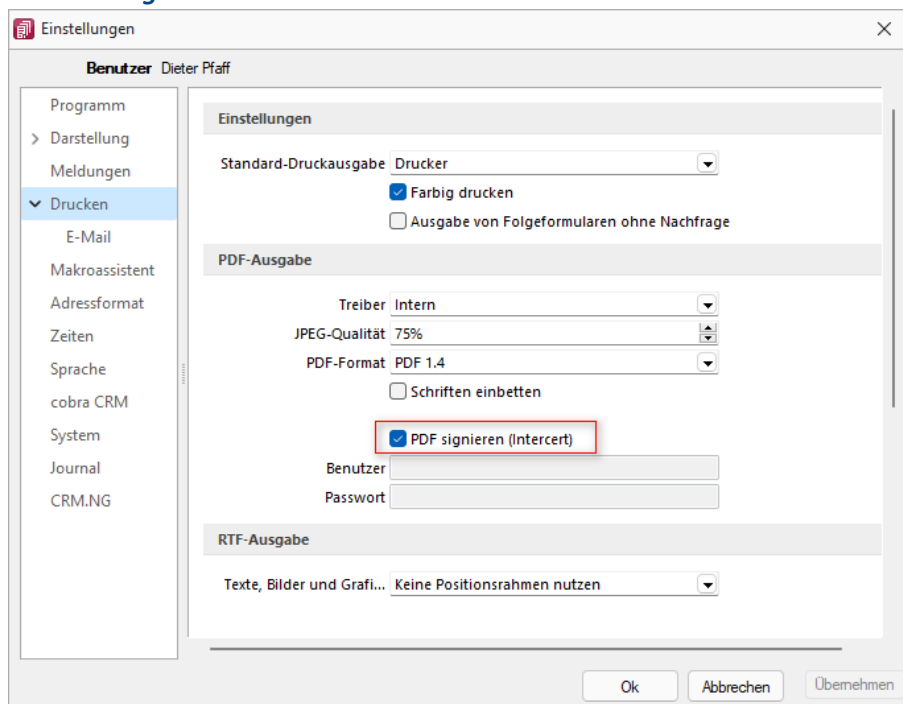 Einstellungen
Benutzer Dieter Pfaff
Programm
Darstellung
Meldungen
Drucken
E-Mail
Makroassistent
Adressformat
Zeiten
Sprache
cobra CRM
System
Journal
CRM.NG
Einstellungen
Standard-Druckausgabe Drucker
Farbig drucken
Ausgabe von Folgeformularen ohne Nachfrage
PDF-Ausgabe
Treiber Intern
JPEG-Qualität 75%
PDF-Format PDF 1.4
Schriften einbetten
PDF signieren (Intercert)
Benutzer
Passwort
RTF-Ausgabe
Texte, Bilder und Grafi... Keine Positionsrahmen nutzen
Ok Abbrechen Übernehmen